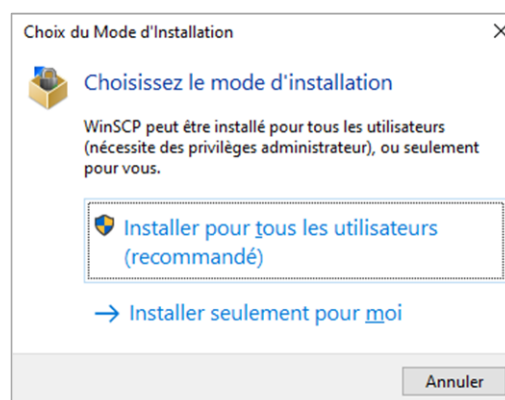 Choix du Mode d'Installation
Choisissez le mode d'installation
WinSCP peut être installé pour tous les utilisateurs
(nécessite des privilèges administrateur), ou seulement
pour vous.
Installer pour tous les utilisateurs
(recommandé)
Installer seulement pour moi
Annuler